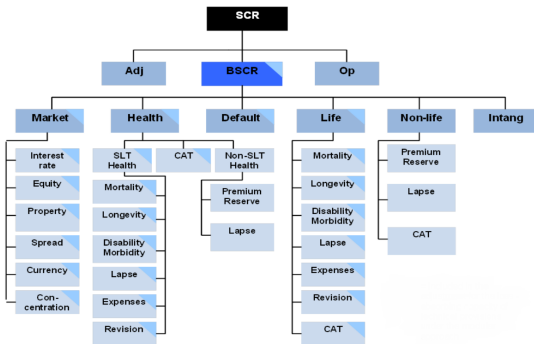 SCR
Adj
BSCR
Op
Market
Health
Default
Life
Non-life
Intang
Interest
rate
Equity
Property
Spread
Currency
Con-
centration
SLT
Health
CAT
Non-SLT
Health
Mortality
Longevity
Disability
Morbidity
Lapse
Expenses
Revision
Premium
Reserve
Lapse
Mortality
Longevity
Disability
Morbidity
Lapse
Expenses
Revision
CAT
Premium
Reserve
Lapse
CAT